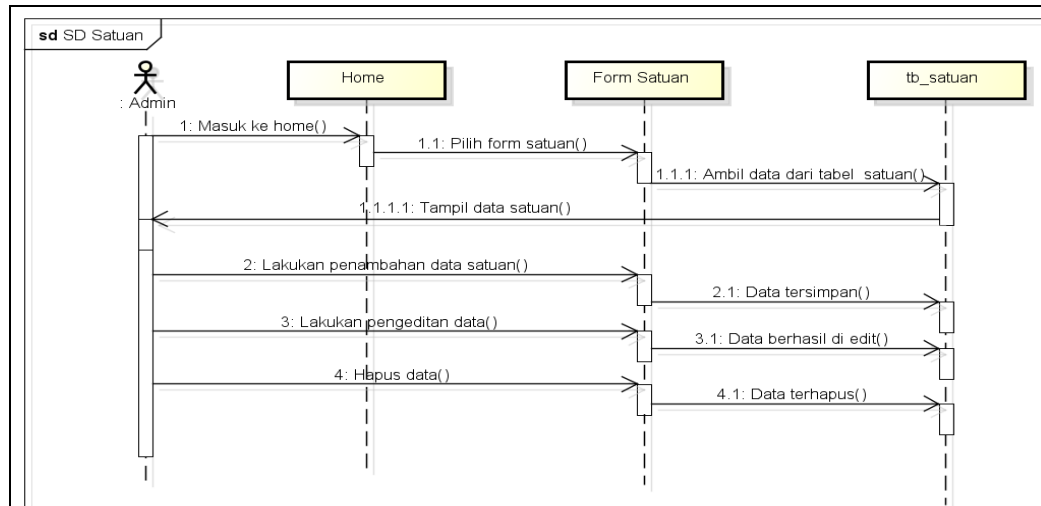 sd SD Satuan
: Admin
Home
Form Satuan
tb_satuan
1: Masuk ke home()
1.1: Pilih form satuan()
1.1.1: Ambil data dari tabel satuan()
1.1.1.1: Tampil data satuan()
2: Lakukan penambahan data satuan()
2.1: Data tersimpan()
3: Lakukan pengeditan data()
3.1: Data berhasil di edit()
4: Hapus data()
4.1: Data terhapus()